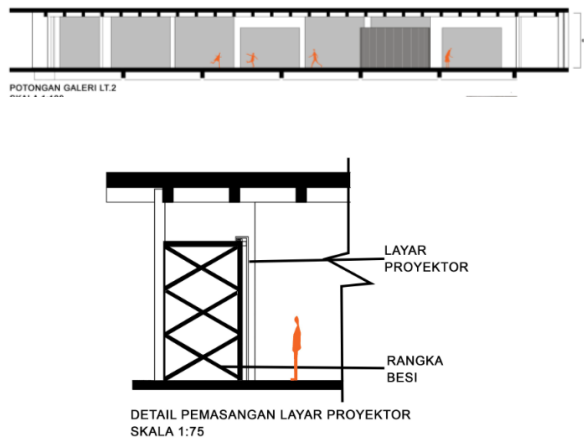 POTONGAN GALERI LT.2
LAYAR
PROYEKTOR
RANGKA
BESI
DETAIL PEMASANGAN LAYAR PROYEKTOR
SKALA 1:75